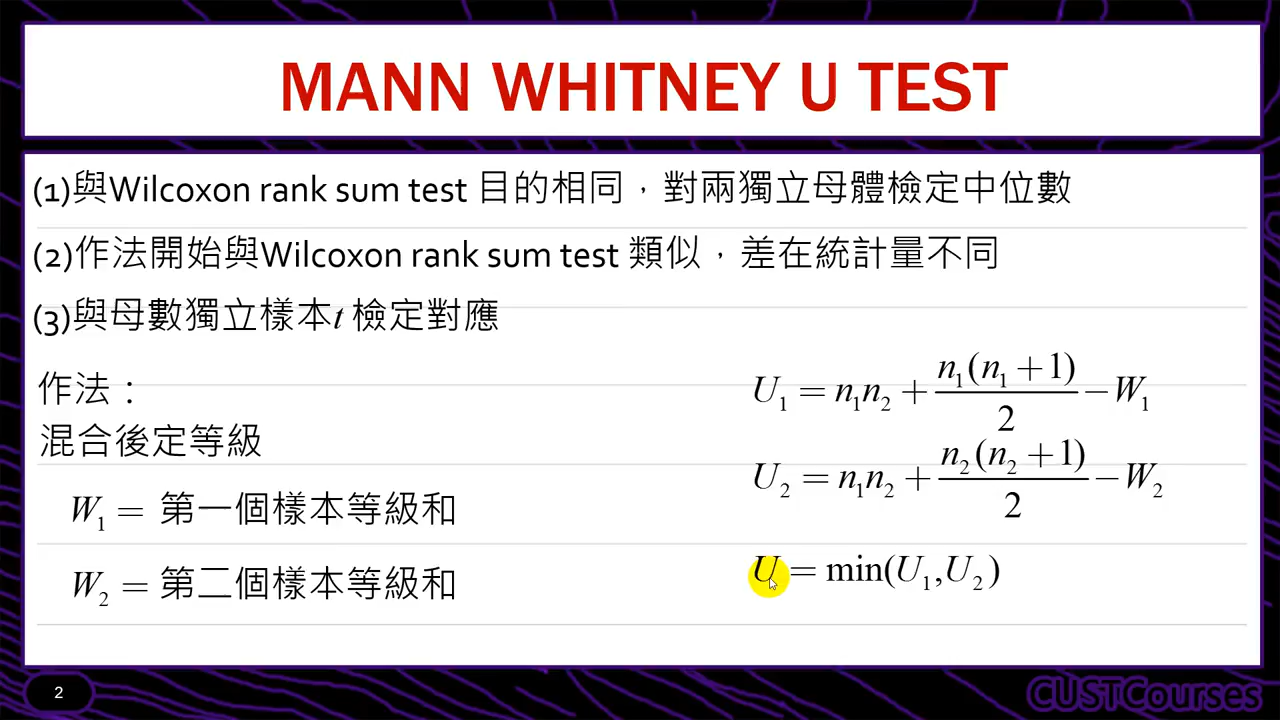 MANN WHITNEY U TEST
(1)與Wilcoxon rank sum test 目的相同，對兩獨立母體檢定中位數
(2)作法開始與Wilcoxon rank sum test 類似，差在統計量不同
(3)與母數獨立樣本t 檢定對應
作法：
混合後定等級
W₁ = 第一個樣本等級和
W₂ = 第二個樣本等級和
U₁ = n₁n₂ + n₁(n₁+1)/2 − W₁
U₂ = n₁n₂ + n₂(n₂+1)/2 − W₂
U = min(U₁,U₂)
2
CUSTCourses